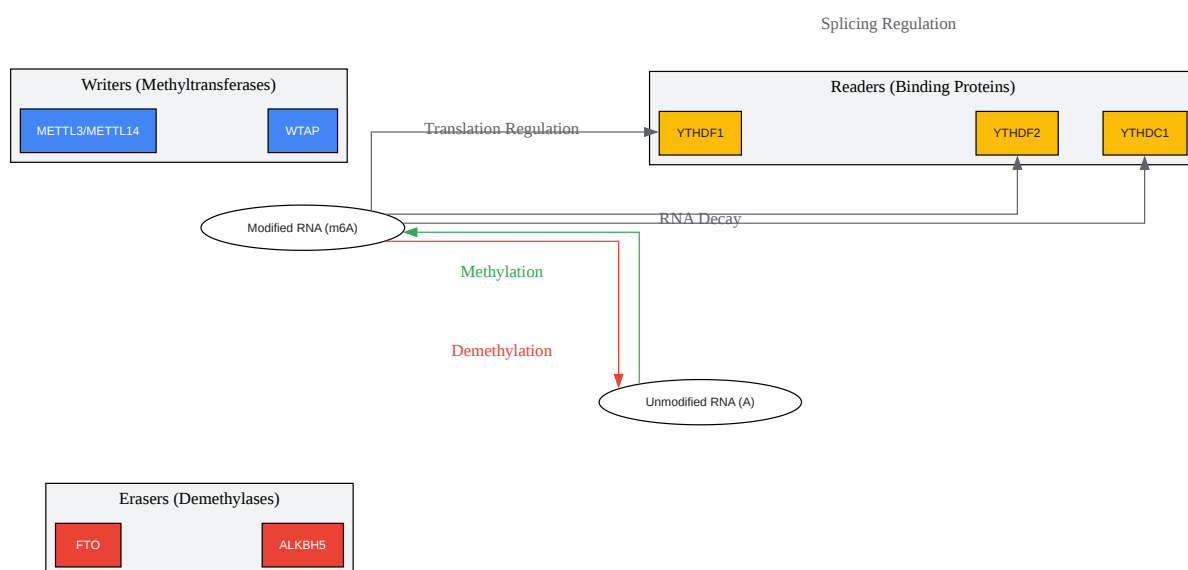 Splicing Regulation
Writers (Methyltransferases)
METTL3/METTL14
WTAP
Readers (Binding Proteins)
YTHDF1
YTHDF2
YTHDC1
Translation Regulation
RNA Decay
Modified RNA (m6A)
Methylation
Demethylation
Unmodified RNA (A)
Erasers (Demethylases)
FTO
ALKBH5